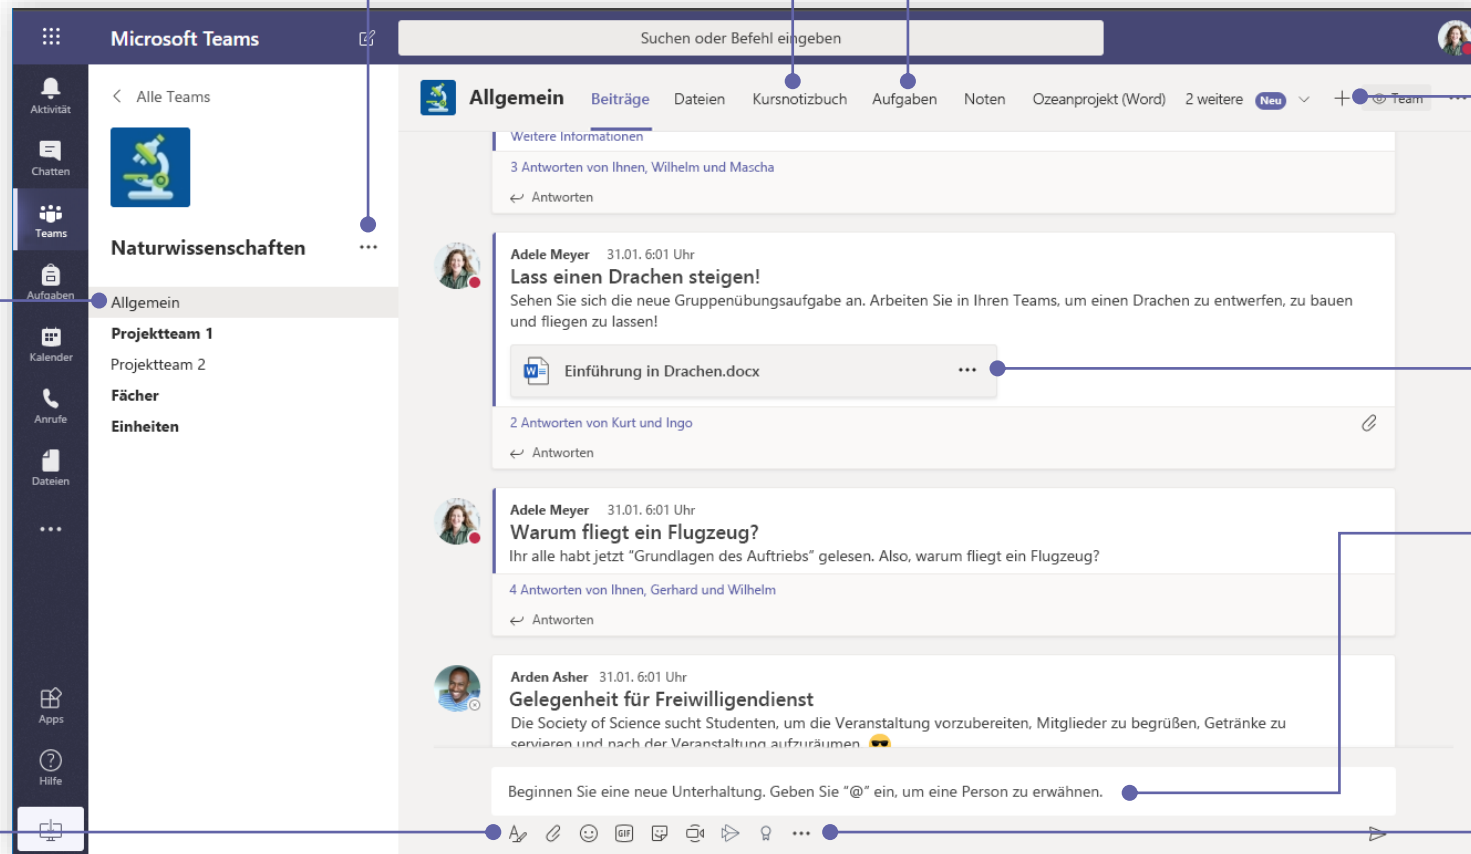 Microsoft Teams
Suchen oder Befehl eingeben
Aktivität
Chatten
Teams
Aufgaben
Kalender
Anrufe
Dateien
Apps
Hilfe
Alle Teams
Naturwissenschaften
Allgemein
Projektteam 1
Projektteam 2
Fächer
Einheiten
Allgemein Beiträge Dateien Kursnotizbuch Aufgaben Noten Ozeanprojekt (Word) 2 weitere Neu Team
Weitere Informationen
3 Antworten von Ihnen, Wilhelm und Mascha
Antworten
Adele Meyer 31.01. 6:01 Uhr
Lass einen Drachen steigen!
Sehen Sie sich die neue Gruppenübungsaufgabe an. Arbeiten Sie in Ihren Teams, um einen Drachen zu entwerfen, zu bauen
und fliegen zu lassen!
Einführung in Drachen.docx
2 Antworten von Kurt und Ingo
Antworten
Adele Meyer 31.01. 6:01 Uhr
Warum fliegt ein Flugzeug?
Ihr alle habt jetzt "Grundlagen des Auftriebs" gelesen. Also, warum fliegt ein Flugzeug?
4 Antworten von Ihnen, Gerhard und Wilhelm
Antworten
Arden Asher 31.01. 6:01 Uhr
Gelegenheit für Freiwilligendienst
Die Society of Science sucht Studenten, um die Veranstaltung vorzubereiten, Mitglieder zu begrüßen, Getränke zu
servieren und nach der Veranstaltung aufzuräumen.
Beginnen Sie eine neue Unterhaltung. Geben Sie "@" ein, um eine Person zu erwähnen.
GIF